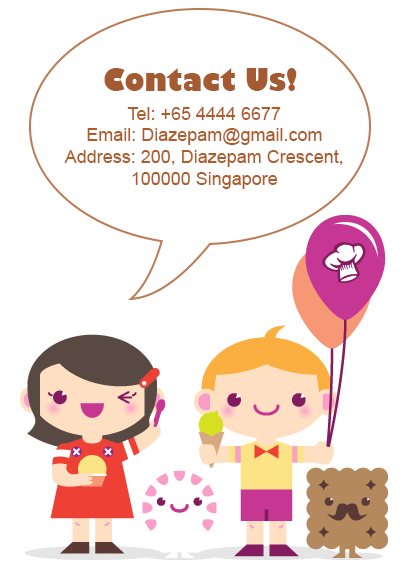 Contact Us!
Tel: +65 4444 6677
Email: Diazepam@gmail.com
Address: 200, Diazepam Crescent,
100000 Singapore